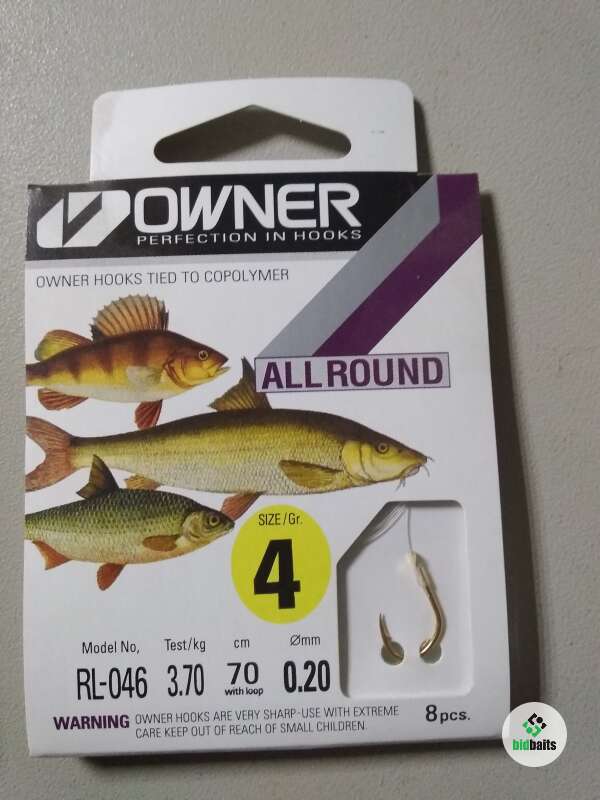 OWNER
PERFECTION IN HOOKS
OWNER HOOKS TIED TO COPOLYMER
ALLROUND
SIZE/Gr.
4
Model No, Test/kg cm Ømm
RL-046 3.70 70 0.20
with loop
WARNING OWNER HOOKS ARE VERY SHARP-USE WITH EXTREME
CARE KEEP OUT OF REACH OF SMALL CHILDREN.
8pcs.
bidbaits